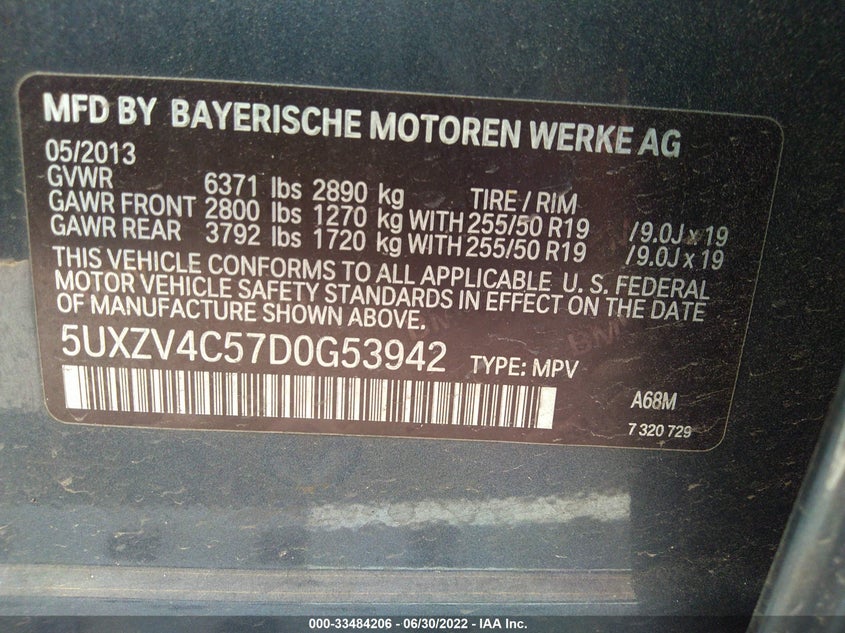 MFD BY BAYERISCHE MOTOREN WERKE AG
05/2013
GVWR 6371 lbs 2890 kg TIRE / RIM
GAWR FRONT 2800 lbs 1270 kg WITH 255/50 R19 / 9.0J x 19
GAWR REAR 3792 lbs 1720 kg WITH 255/50 R19 / 9.0J x 19
THIS VEHICLE CONFORMS TO ALL APPLICABLE U. S. FEDERAL
MOTOR VEHICLE SAFETY STANDARDS IN EFFECT ON THE DATE
OF MANUFACTURE SHOWN ABOVE.
5UXZV4C57D0G53942 TYPE: MPV
A68M
7 320 729
000-33484206 - 06/30/2022 - IAA Inc.